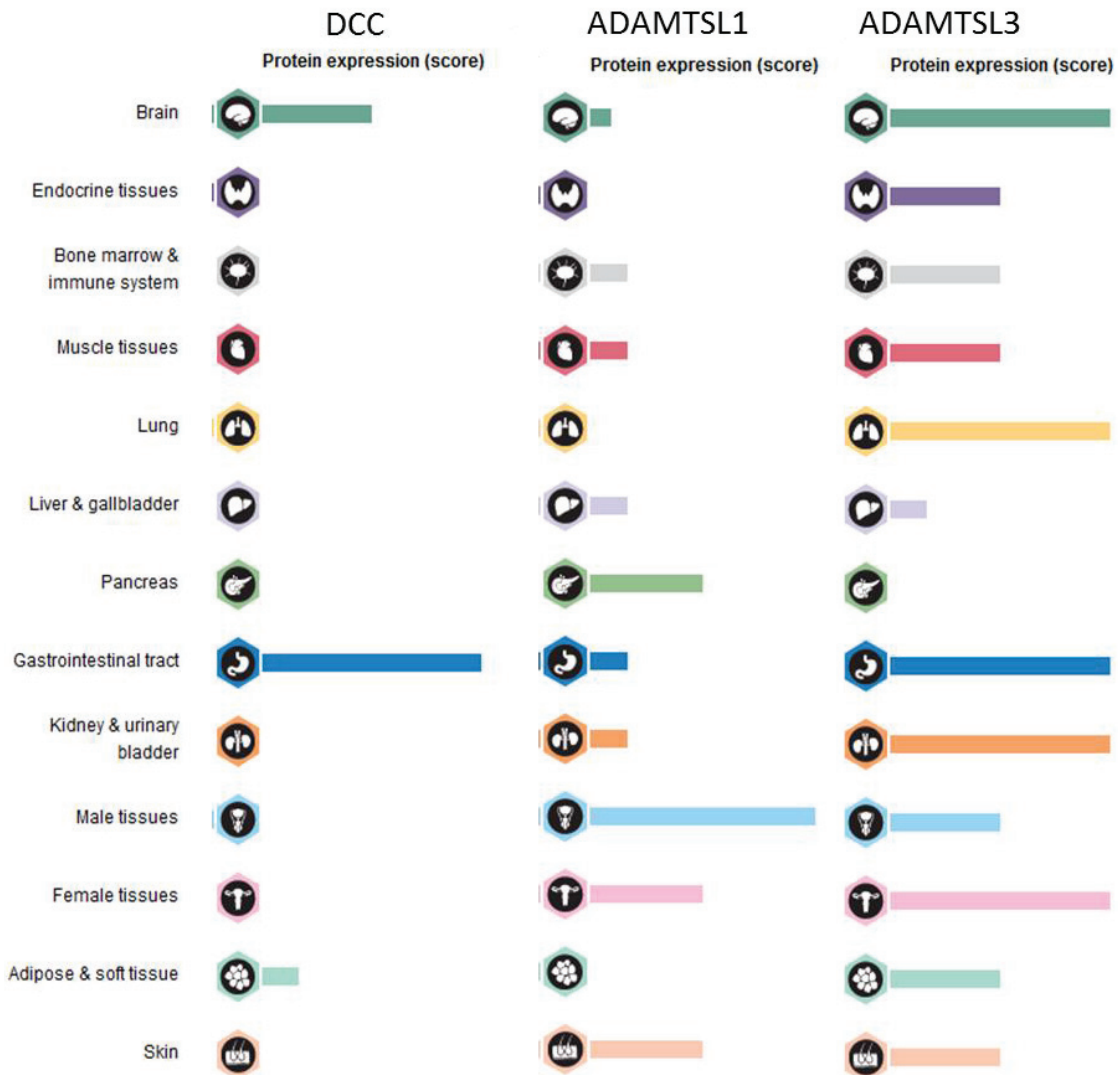 DCC ADAMTSL1 ADAMTSL3
Protein expression (score) Protein expression (score) Protein expression (score)
Brain
Endocrine tissues
Bone marrow &
immune system
Muscle tissues
Lung
Liver & gallbladder
Pancreas
Gastrointestinal tract
Kidney & urinary
bladder
Male tissues
Female tissues
Adipose & soft tissue
Skin